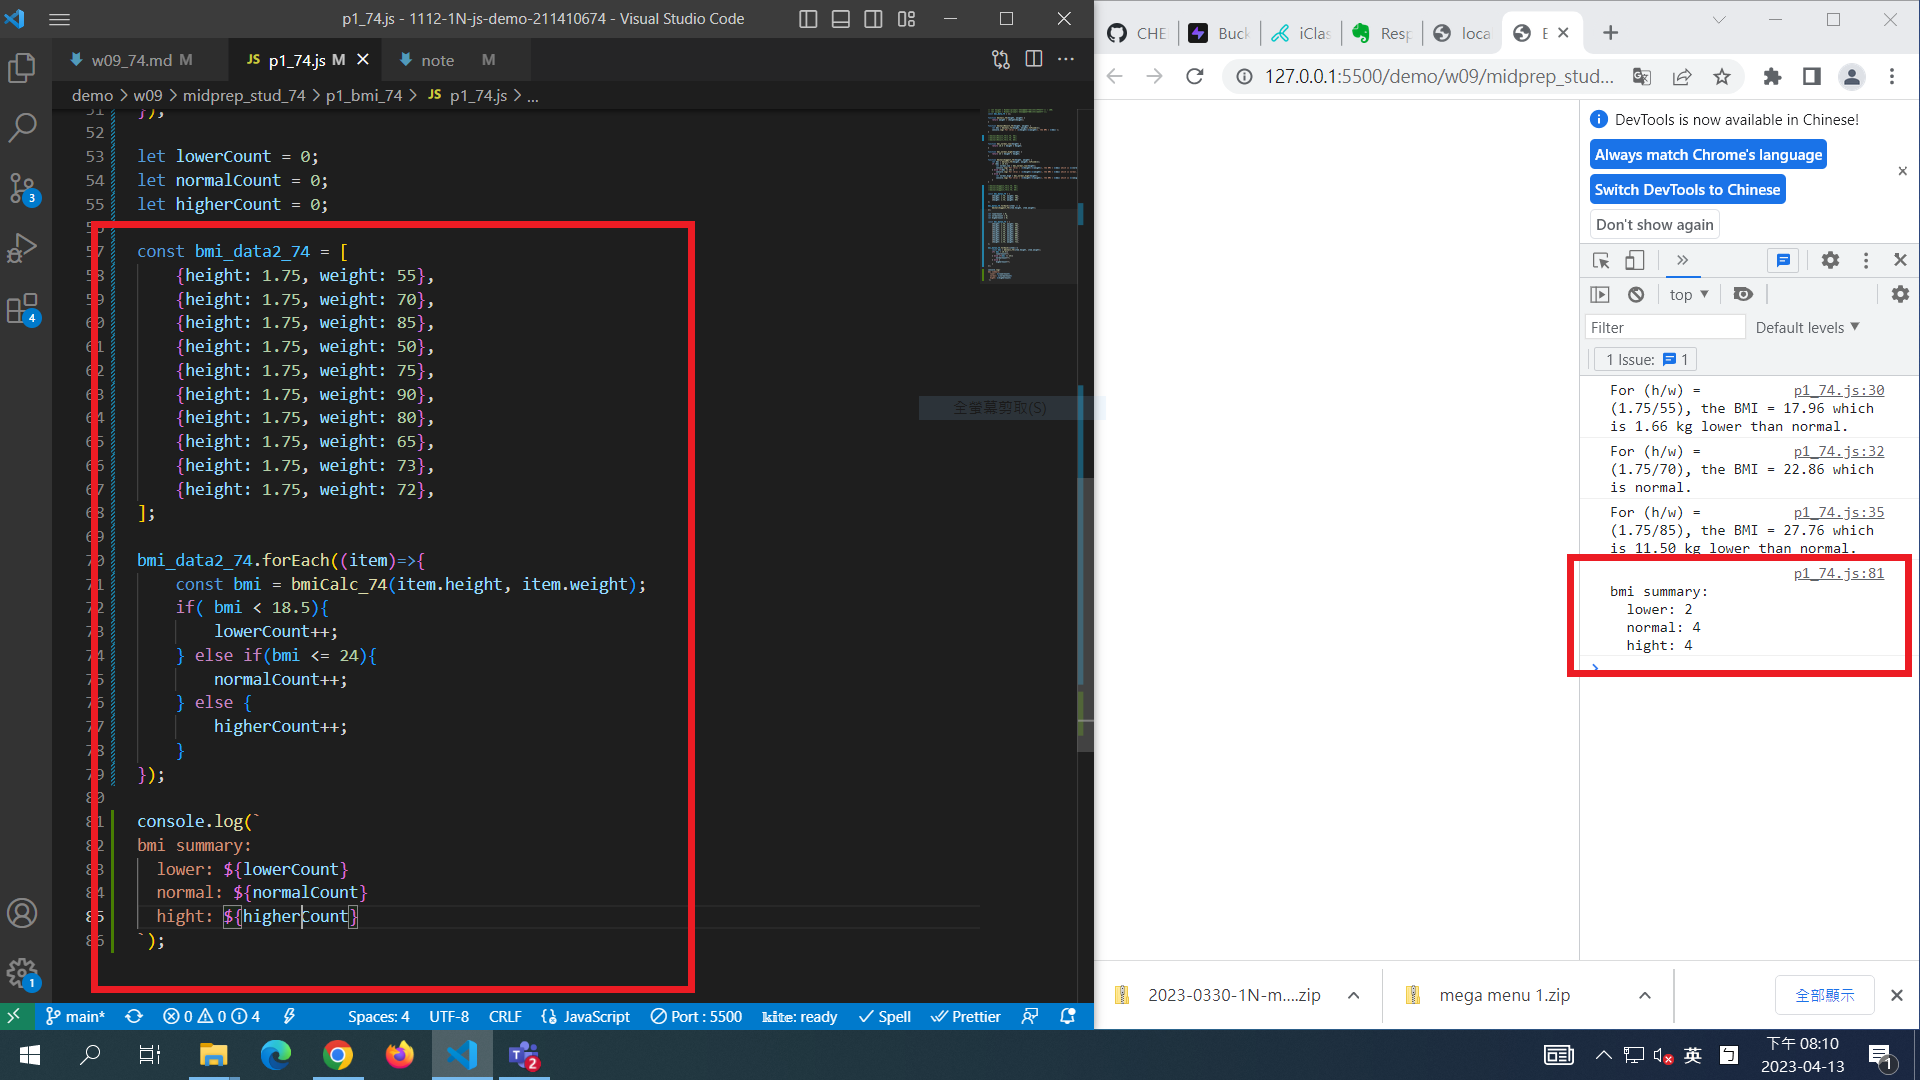 p1_74.js - 1112-1N-js-demo-211410674 - Visual Studio Code
w09_74.md M
JS p1_74.js M
note M
demo > w09 > midprep_stud_74 > p1_bmi_74 > JS p1_74.js > ...
51 });
52
53 let lowerCount = 0;
54 let normalCount = 0;
55 let higherCount = 0;
56
57 const bmi_data2_74 = [
58 {height: 1.75, weight: 55},
59 {height: 1.75, weight: 70},
60 {height: 1.75, weight: 85},
61 {height: 1.75, weight: 50},
62 {height: 1.75, weight: 75},
63 {height: 1.75, weight: 90},
64 {height: 1.75, weight: 80},
65 {height: 1.75, weight: 65},
66 {height: 1.75, weight: 73},
67 {height: 1.75, weight: 72},
68 ];
69
70 bmi_data2_74.forEach((item)=>{
71 const bmi = bmiCalc_74(item.height, item.weight);
72 if( bmi < 18.5){
73 lowerCount++;
74 } else if(bmi <= 24){
75 normalCount++;
76 } else {
77 higherCount++;
78 }
79 });
80
81 console.log(`
82 bmi summary:
83 lower: ${lowerCount}
84 normal: ${normalCount}
85 hight: ${higherCount}
86 `);
3
4
1
全螢幕剪取(S)
main* 0 0 4 Spaces: 4 UTF-8 CRLF {} JavaScript Port : 5500 kite: ready Spell Prettier
CHE
Buck
iClas
Resp
loca
127.0.0.1:5500/demo/w09/midprep_stud...
DevTools is now available in Chinese!
Always match Chrome's language
Switch DevTools to Chinese
Don't show again
top
Filter
Default levels
1 Issue: 1
For (h/w) = p1_74.js:30
(1.75/55), the BMI = 17.96 which
is 1.66 kg lower than normal.
For (h/w) = p1_74.js:32
(1.75/70), the BMI = 22.86 which
is normal.
For (h/w) = p1_74.js:35
(1.75/85), the BMI = 27.76 which
is 11.50 kg lower than normal.
p1_74.js:81
bmi summary:
lower: 2
normal: 4
hight: 4
2023-0330-1N-m....zip
mega menu 1.zip
全部顯示
2
英
下午 08:10
2023-04-13
1